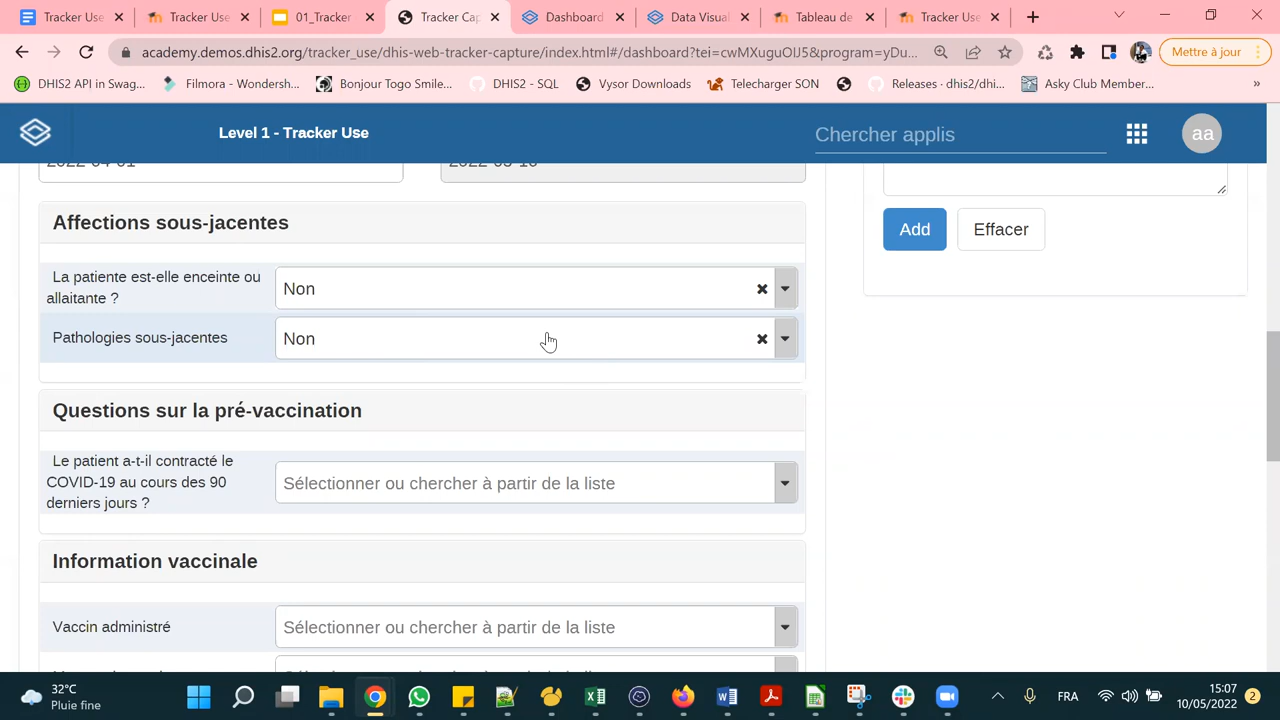 Tracker Use
Tracker Use
01_Tracker
Tracker Cap
Dashboard
Data Visual
Tableau de
Tracker Use
academy.demos.dhis2.org/tracker_use/dhis-web-tracker-capture/index.html#/dashboard?tei=rwMXuguOIJ5&program=yDu...
Mettre à jour
DHIS2 API in Swag...
Filmora - Wondersh...
Bonjour Togo Smile...
DHIS2 - SQL
Vysor Downloads
Telecharger SON
Releases · dhis2/dhi...
Asky Club Member...
»
Level 1 - Tracker Use
Chercher applis
aa
Affections sous-jacentes
La patiente est-elle enceinte ou
allaitante ?
Non
Pathologies sous-jacentes
Non
Add
Effacer
Questions sur la pré-vaccination
Le patient a-t-il contracté le
COVID-19 au cours des 90
derniers jours ?
Sélectionner ou chercher à partir de la liste
Information vaccinale
Vaccin administré
Sélectionner ou chercher à partir de la liste
32°C
Pluie fine
FRA
15:07
10/05/2022
2